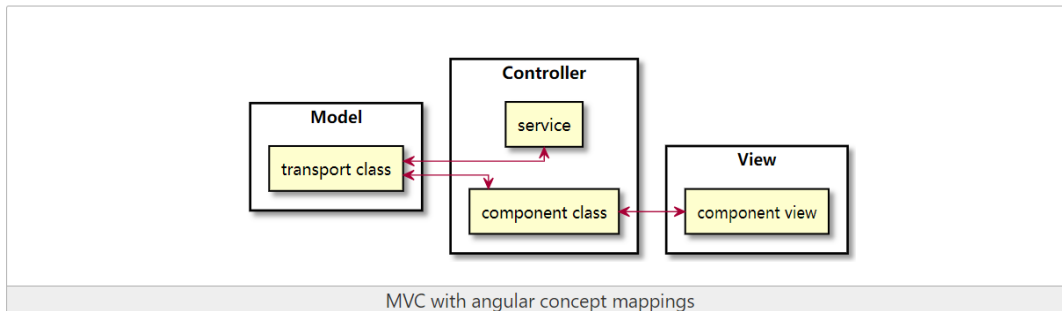 Model
transport class
Controller
service
component class
View
component view
MVC with angular concept mappings